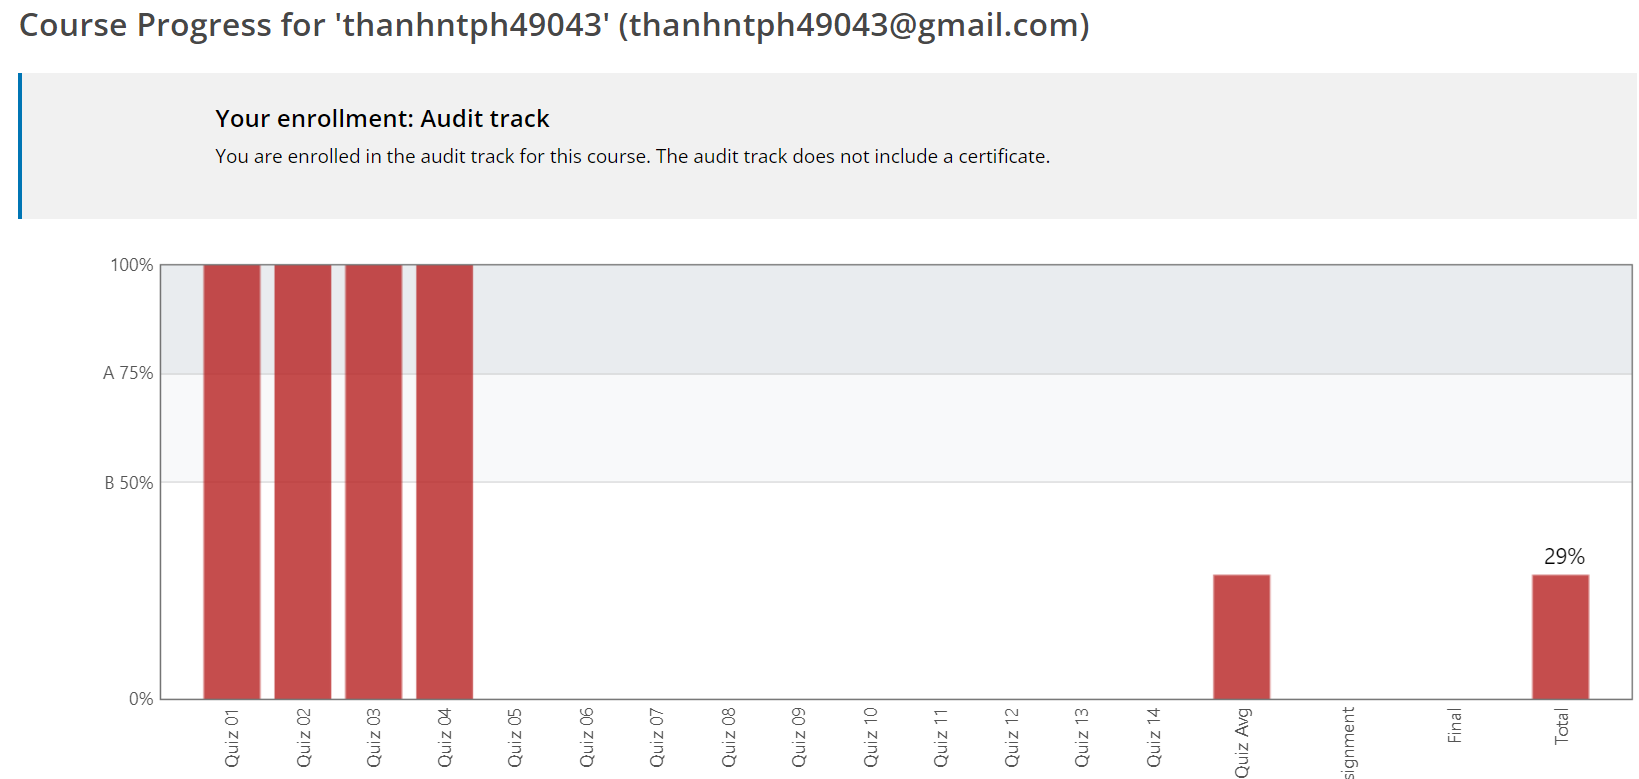 Course Progress for 'thanhntph49043' (thanhntph49043@gmail.com)
Your enrollment: Audit track
You are enrolled in the audit track for this course. The audit track does not include a certificate.
100%
A 75%
B 50%
0%
29%
Quiz 01
Quiz 02
Quiz 03
Quiz 04
Quiz 05
Quiz 06
Quiz 07
Quiz 08
Quiz 09
Quiz 10
Quiz 11
Quiz 12
Quiz 13
Quiz 14
Quiz Avg
signment
Final
Total